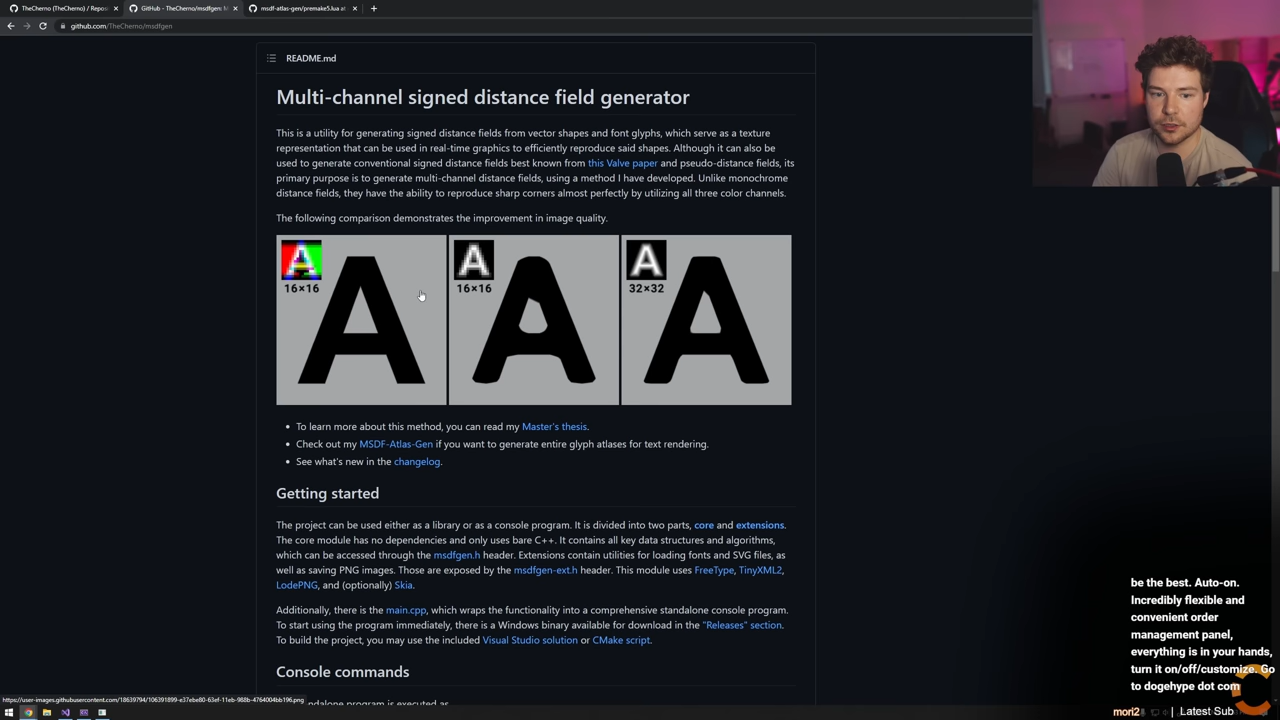 TheCherno (TheCherno) / Repos
GitHub - TheCherno/msdfgen: M
msdf-atlas-gen/premake5.lua at
github.com/TheCherno/msdfgen
README.md
Multi-channel signed distance field generator
This is a utility for generating signed distance fields from vector shapes and font glyphs, which serve as a texture
representation that can be used in real-time graphics to efficiently reproduce said shapes. Although it can also be
used to generate conventional signed distance fields best known from this Valve paper and pseudo-distance fields, its
primary purpose is to generate multi-channel distance fields, using a method I have developed. Unlike monochrome
distance fields, they have the ability to reproduce sharp corners almost perfectly by utilizing all three color channels.
The following comparison demonstrates the improvement in image quality.
A A A
16×16 A 16×16 A 32×32 A
To learn more about this method, you can read my Master's thesis.
Check out my MSDF-Atlas-Gen if you want to generate entire glyph atlases for text rendering.
See what's new in the changelog.
Getting started
The project can be used either as a library or as a console program. It is divided into two parts, core and extensions.
The core module has no dependencies and only uses bare C++. It contains all key data structures and algorithms,
which can be accessed through the msdfgen.h header. Extensions contain utilities for loading fonts and SVG files, as
well as saving PNG images. Those are exposed by the msdfgen-ext.h header. This module uses FreeType, TinyXML2,
LodePNG, and (optionally) Skia.
Additionally, there is the main.cpp, which wraps the functionality into a comprehensive standalone console program.
To start using the program immediately, there is a Windows binary available for download in the "Releases" section.
To build the project, you may use the included Visual Studio solution or CMake script.
Console commands
andalone program is executed as
https://user-images.githubusercontent.com/18639794/106391899-e37ebe80-63ef-11eb-988b-4764004bb196.png
be the best. Auto-on.
Incredibly flexible and
convenient order
management panel,
everything is in your hands,
turn it on/off/customize. Go
to dogehype dot com
mori2
Latest Sub